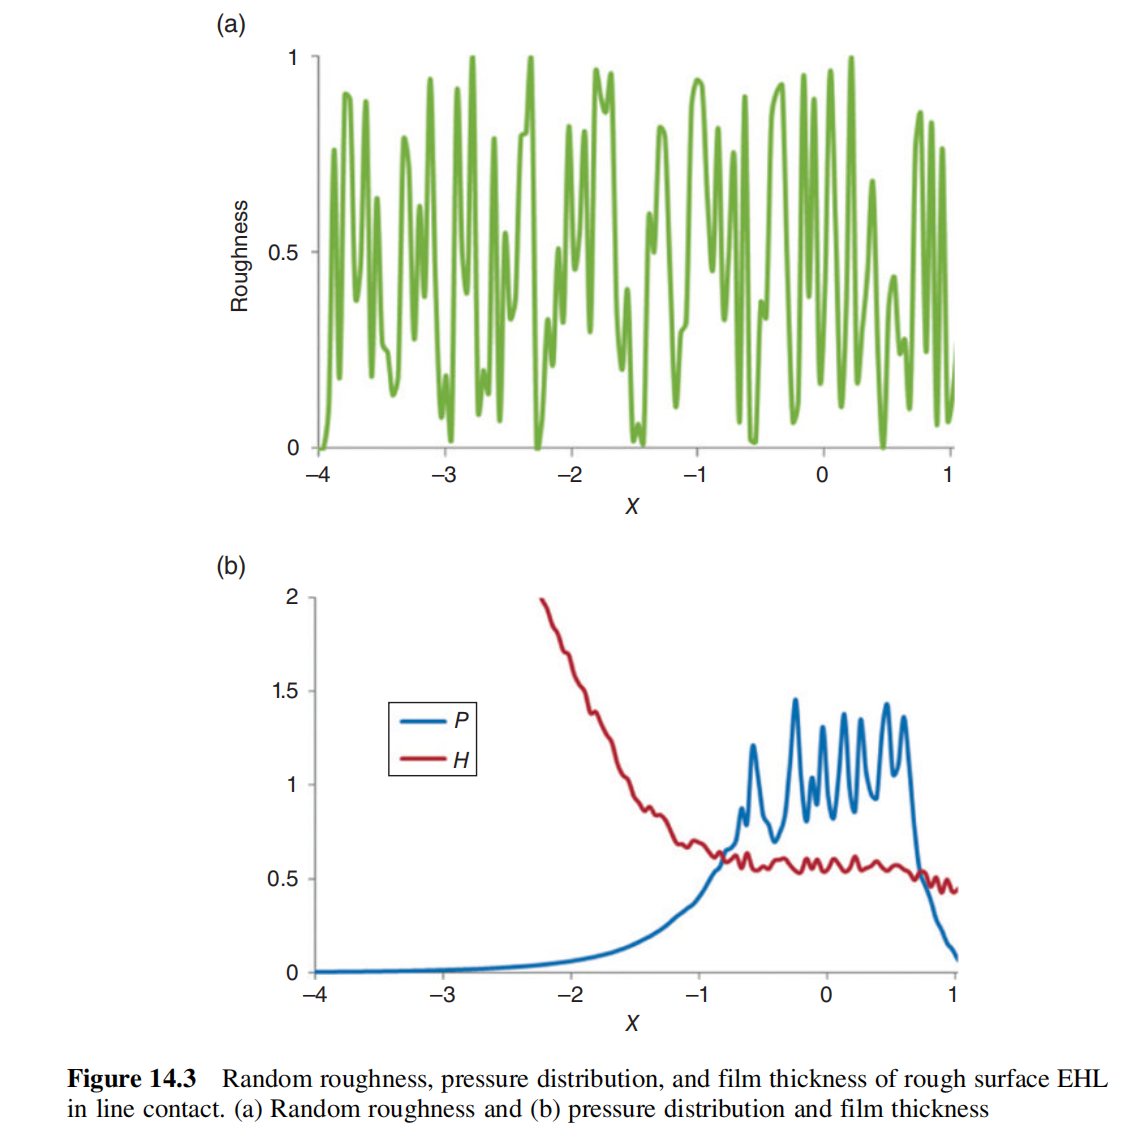 (a)
1
0.5
0
Roughness
–4 –3 –2 –1 0 1
X
(b)
2
1.5
1
0.5
0
P
H
–4 –3 –2 –1 0 1
X
Figure 14.3 Random roughness, pressure distribution, and film thickness of rough surface EHL
in line contact. (a) Random roughness and (b) pressure distribution and film thickness